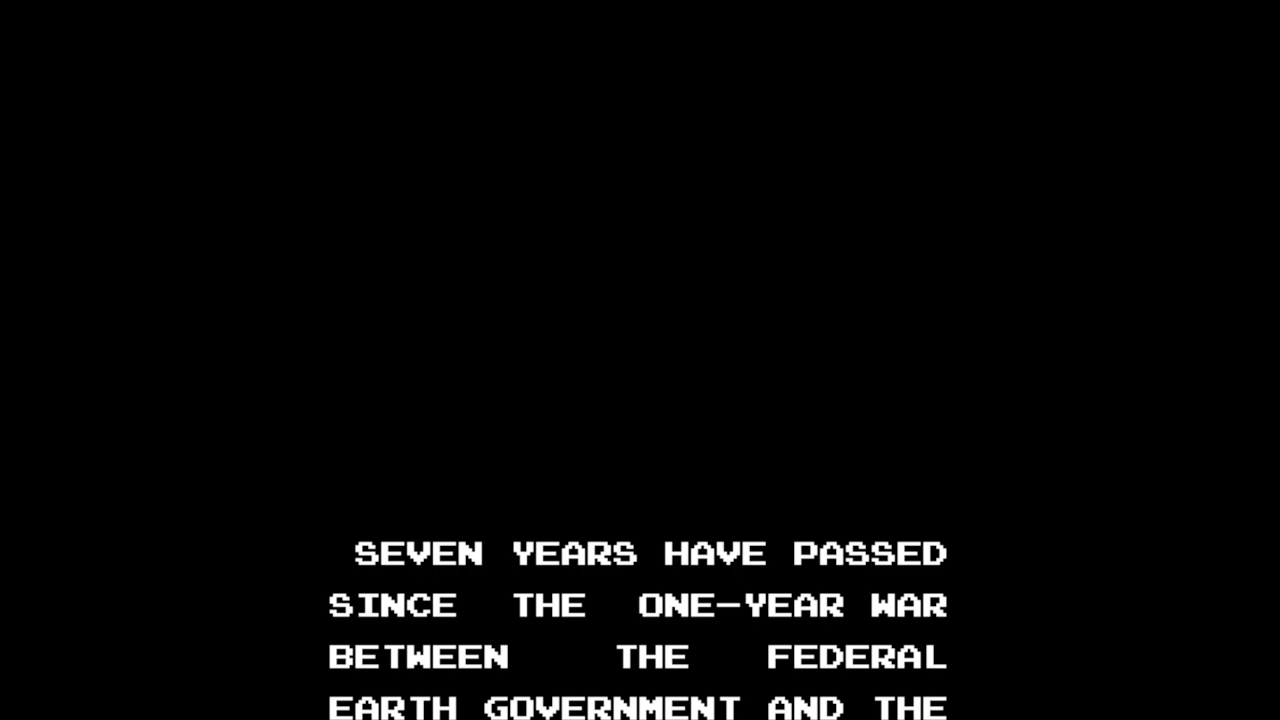 SEVEN YEARS HAVE PASSED
SINCE THE ONE-YEAR WAR
BETWEEN THE FEDERAL
EARTH GOVERNMENT AND THE